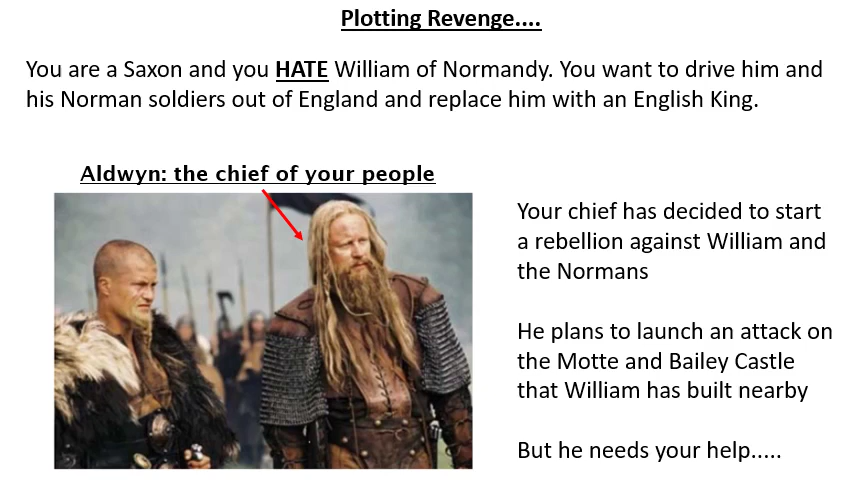 Plotting Revenge....
You are a Saxon and you HATE William of Normandy. You want to drive him and
his Norman soldiers out of England and replace him with an English King.
Aldwyn: the chief of your people
Your chief has decided to start
a rebellion against William and
the Normans
He plans to launch an attack on
the Motte and Bailey Castle
that William has built nearby
But he needs your help.....